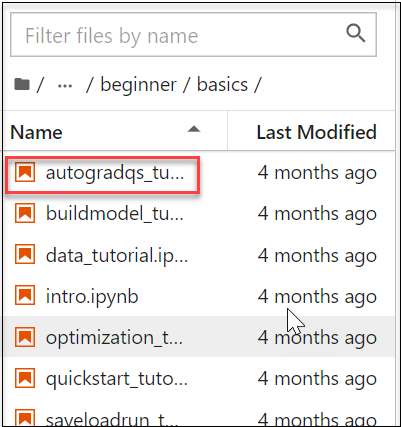 Filter files by name
/ ... / beginner / basics /
Name Last Modified
autogradqs_tu... 4 months ago
buildmodel_tu... 4 months ago
data_tutorial.ip... 4 months ago
intro.ipynb 4 months ago
optimization_t... 4 months ago
quickstart_tuto... 4 months ago
saveloadrun_t... 4 months ago